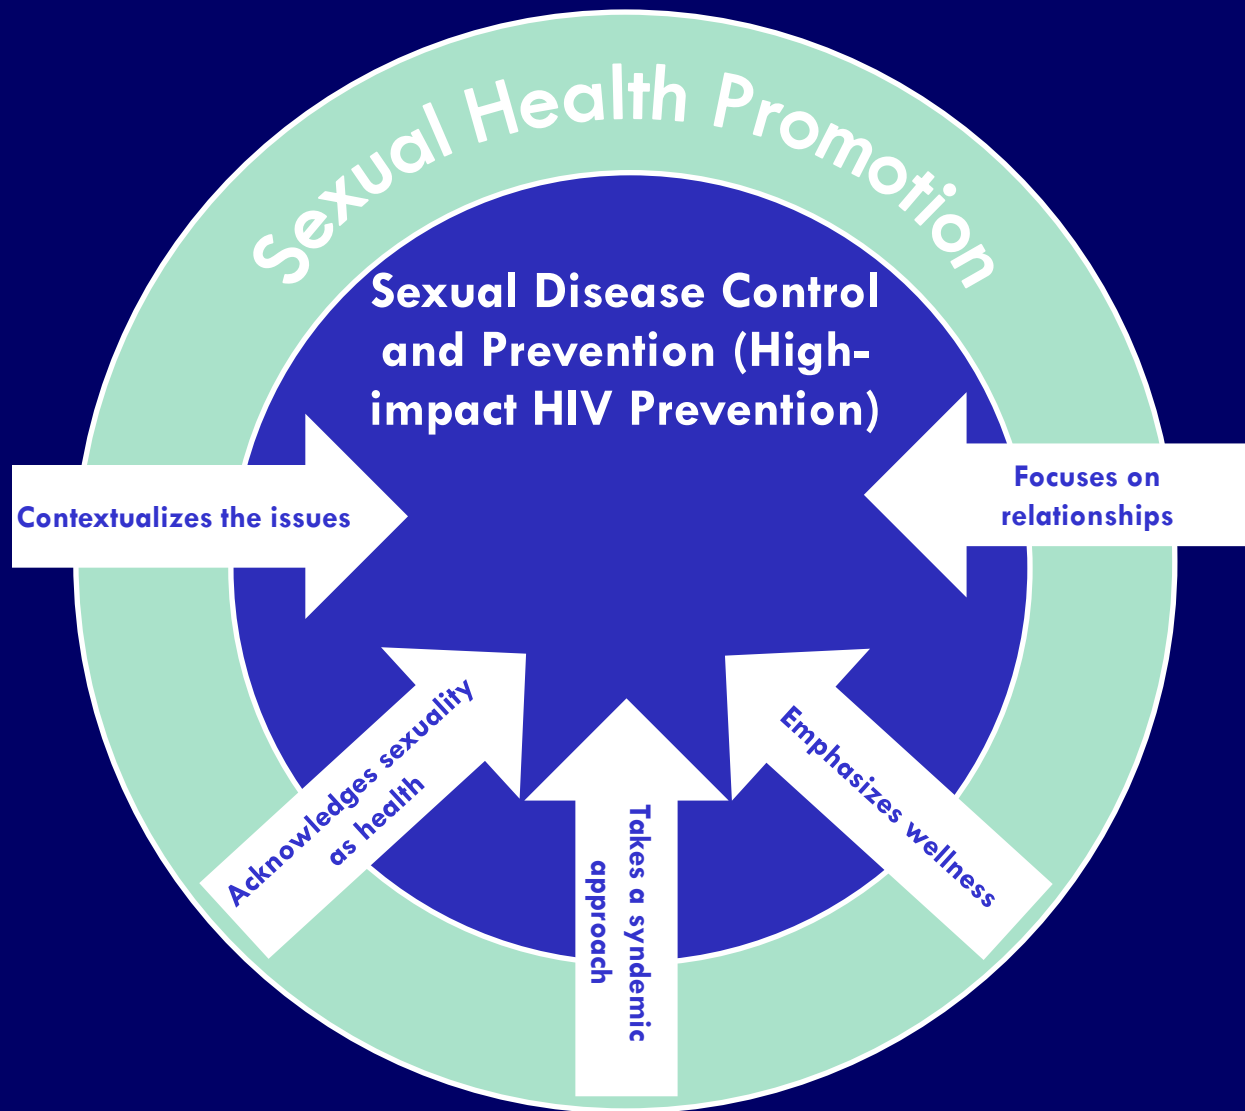 Sexual Health Promotion
Sexual Disease Control
and Prevention (High-
impact HIV Prevention)
Contextualizes the issues
Focuses on
relationships
Acknowledges sexuality
as health
Takes a syndemic
approach
Emphasizes wellness